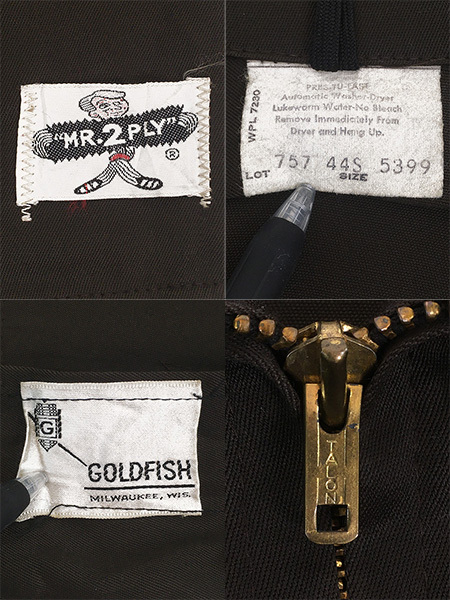 "MR. 2 PLY"
®
PRES-TU-LAST
Automatic Washer-Dryer
Lukewarm Water-No Bleach
Remove Immediately From
Dryer and Hang Up.
WPL 7250
757 44S 5399
LOT SIZE
G
GOLDFISH
MILWAUKEE, WIS.
TALON